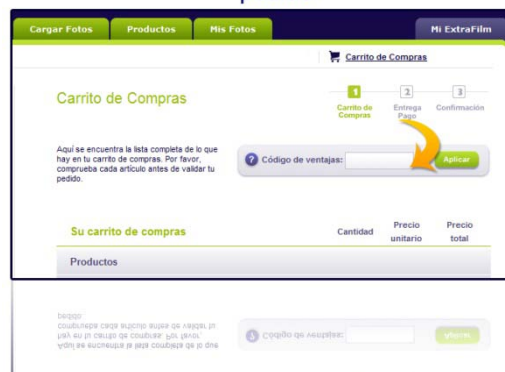 Cargar Fotos Productos Mis Fotos Mi ExtraFilm
Carrito de Compras
Carrito de Compras
1 2 3
Carrito de Compras Entrega Pago Confirmación
Aquí se encuentra la lista completa de lo que
hay en tu carrito de compras. Por favor,
comprueba cada artículo antes de validar tu
pedido.
? Código de ventajas: Aplicar
Su carrito de compras Cantidad Precio unitario Precio total
Productos